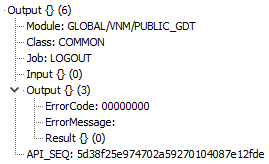 Output {} (6)
Module: GLOBAL/VNM/PUBLIC_GDT
Class: COMMON
Job: LOGOUT
Input {} (0)
Output {} (3)
ErrorCode: 00000000
ErrorMessage:
Result {} (0)
API_SEQ: 5d38f25e974702a59270104087e12fde